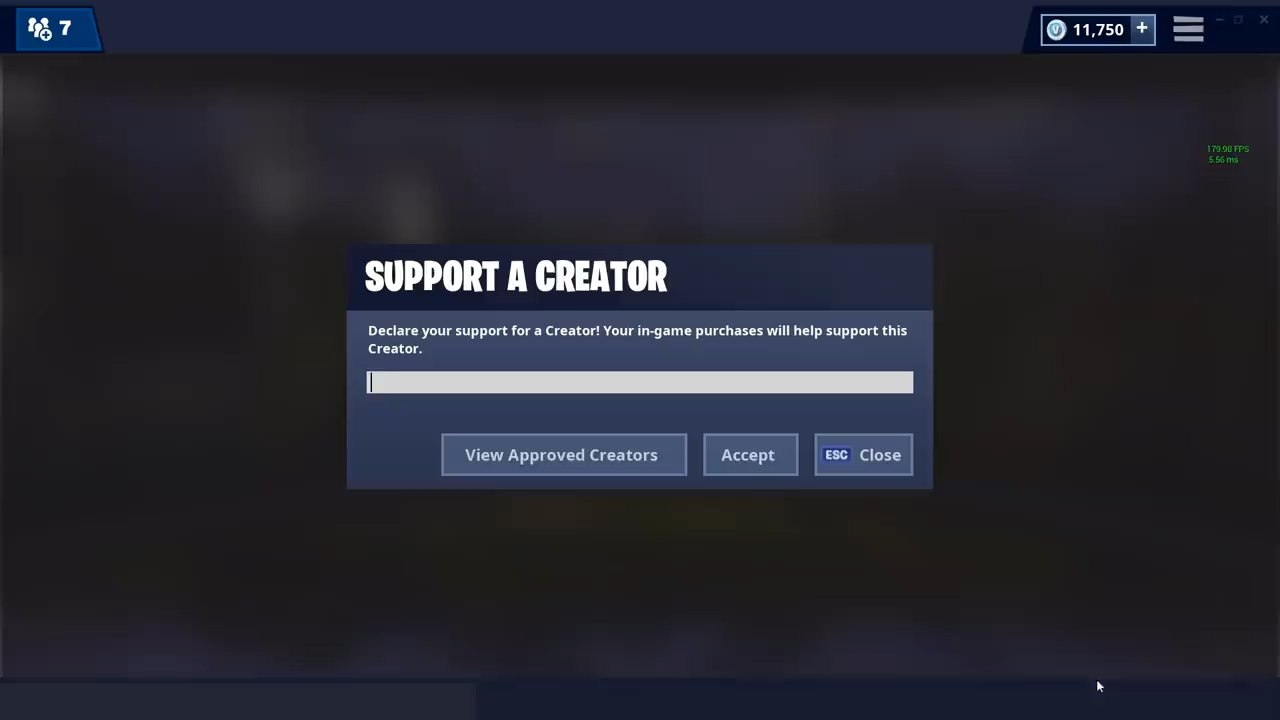 7
11,750 +
179.98 FPS
5.56 ms
SUPPORT A CREATOR
Declare your support for a Creator! Your in-game purchases will help support this
Creator.
View Approved Creators
Accept
ESC Close